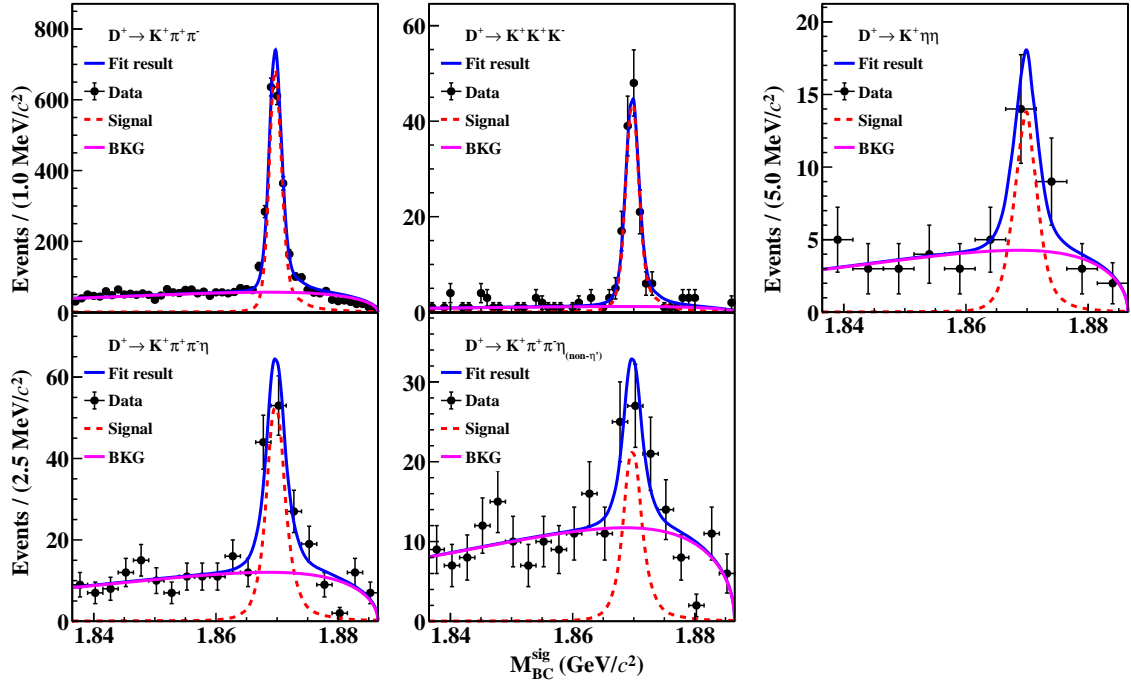 D⁺→ K⁺π⁺π⁻
Fit result
Data
Signal
BKG
800
600
400
200
0
Events / (1.0 MeV/c²)
D⁺→ K⁺K⁺K⁻
Fit result
Data
Signal
BKG
60
40
20
0
D⁺→ K⁺ηη
Fit result
Data
Signal
BKG
20
15
10
5
0
Events / (5.0 MeV/c²)
1.84 1.86 1.88
D⁺→ K⁺π⁺π⁻η
Fit result
Data
Signal
BKG
60
40
20
0
Events / (2.5 MeV/c²)
1.84 1.86 1.88
D⁺→ K⁺π⁺π⁻η(non-η')
Fit result
Data
Signal
BKG
30
20
10
0
1.84 1.86 1.88
M_BC^sig (GeV/c²)